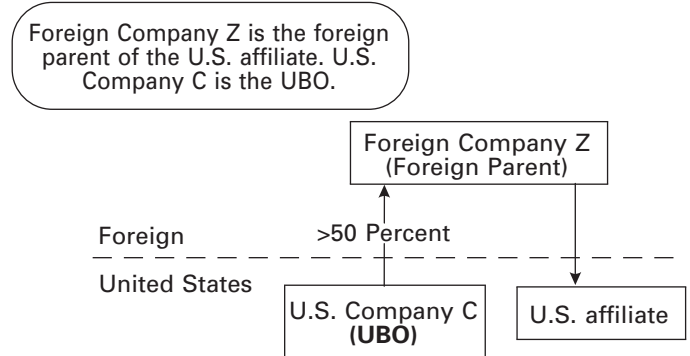 Foreign Company Z is the foreign
parent of the U.S. affiliate. U.S.
Company C is the UBO.
Foreign Company Z
(Foreign Parent)
Foreign
>50 Percent
United States
U.S. Company C
(UBO)
U.S. affiliate